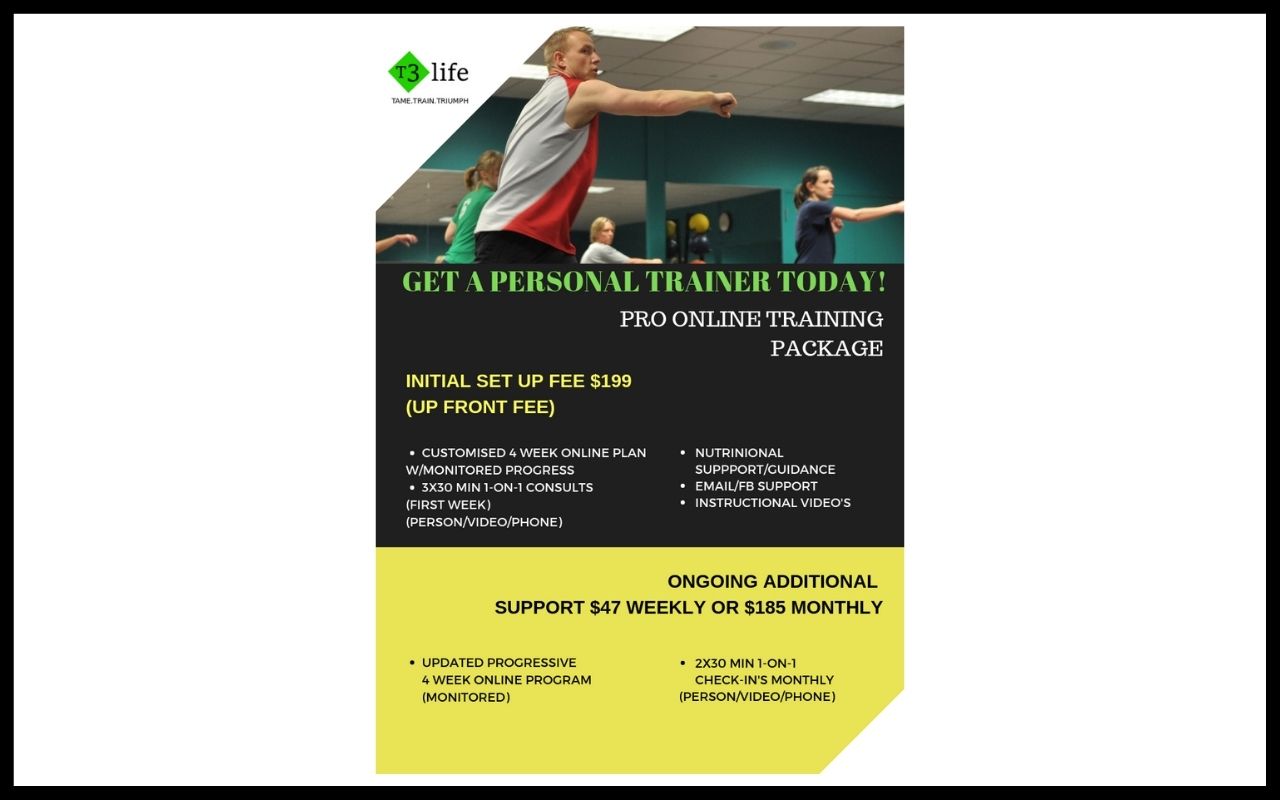 T3 life
TAME.TRAIN.TRIUMPH
GET A PERSONAL TRAINER TODAY!
PRO ONLINE TRAINING
PACKAGE
INITIAL SET UP FEE $199
(UP FRONT FEE)
• CUSTOMISED 4 WEEK ONLINE PLAN
W/MONITORED PROGRESS
• 3X30 MIN 1-ON-1 CONSULTS
(FIRST WEEK)
(PERSON/VIDEO/PHONE)
• NUTRINIONAL
SUPPPORT/GUIDANCE
• EMAIL/FB SUPPORT
• INSTRUCTIONAL VIDEO'S
ONGOING ADDITIONAL
SUPPORT $47 WEEKLY OR $185 MONTHLY
• UPDATED PROGRESSIVE
4 WEEK ONLINE PROGRAM
(MONITORED)
• 2X30 MIN 1-ON-1
CHECK-IN'S MONTHLY
(PERSON/VIDEO/PHONE)